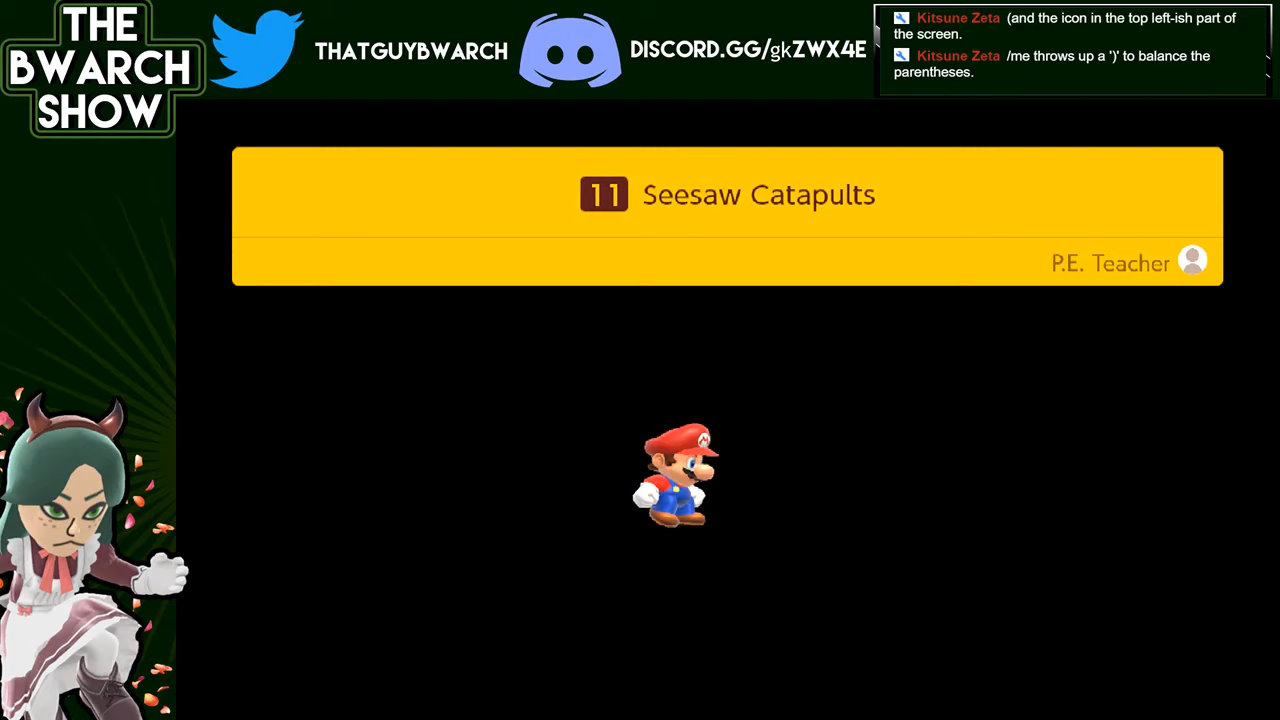 THE
BWARCH
SHOW
THATGUYBWARCH
DISCORD.GG/gkZWX4E
Kitsune Zeta (and the icon in the top left-ish part of
the screen.
Kitsune Zeta /me throws up a ')' to balance the
parentheses.
11 Seesaw Catapults
P.E. Teacher
M